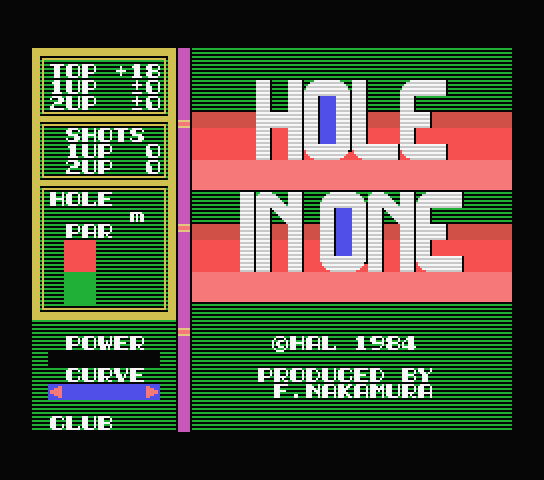 TOP +18
1UP ±0
2UP ±0
SHOTS
1UP 0
2UP 0
HOLE
m
PAR
POWER
CURVE
CLUB
HOLE
IN ONE
©HAL 1984
PRODUCED BY
F.NAKAMURA